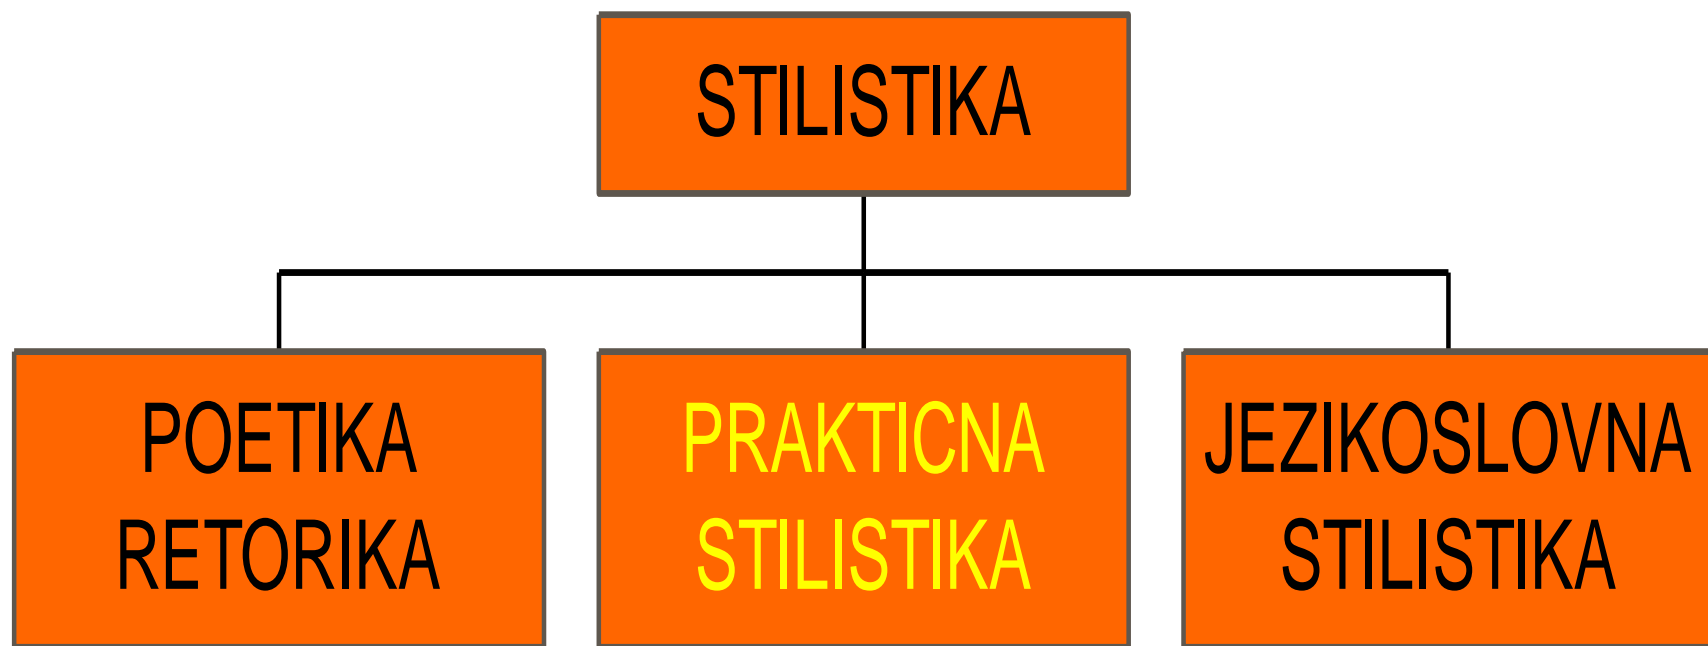 STILISTIKA
POETIKA
RETORIKA
PRAKTICNA
STILISTIKA
JEZIKOSLOVNA
STILISTIKA